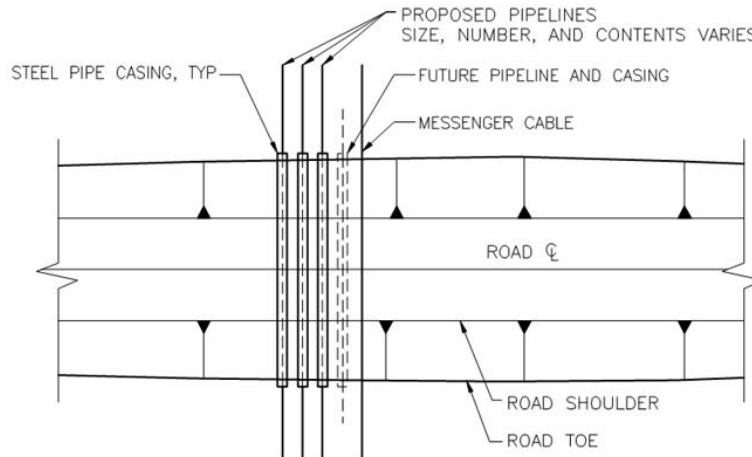 PROPOSED PIPELINES
SIZE, NUMBER, AND CONTENTS VARIES
STEEL PIPE CASING, TYP
FUTURE PIPELINE AND CASING
MESSENGER CABLE
ROAD ℄
ROAD SHOULDER
ROAD TOE